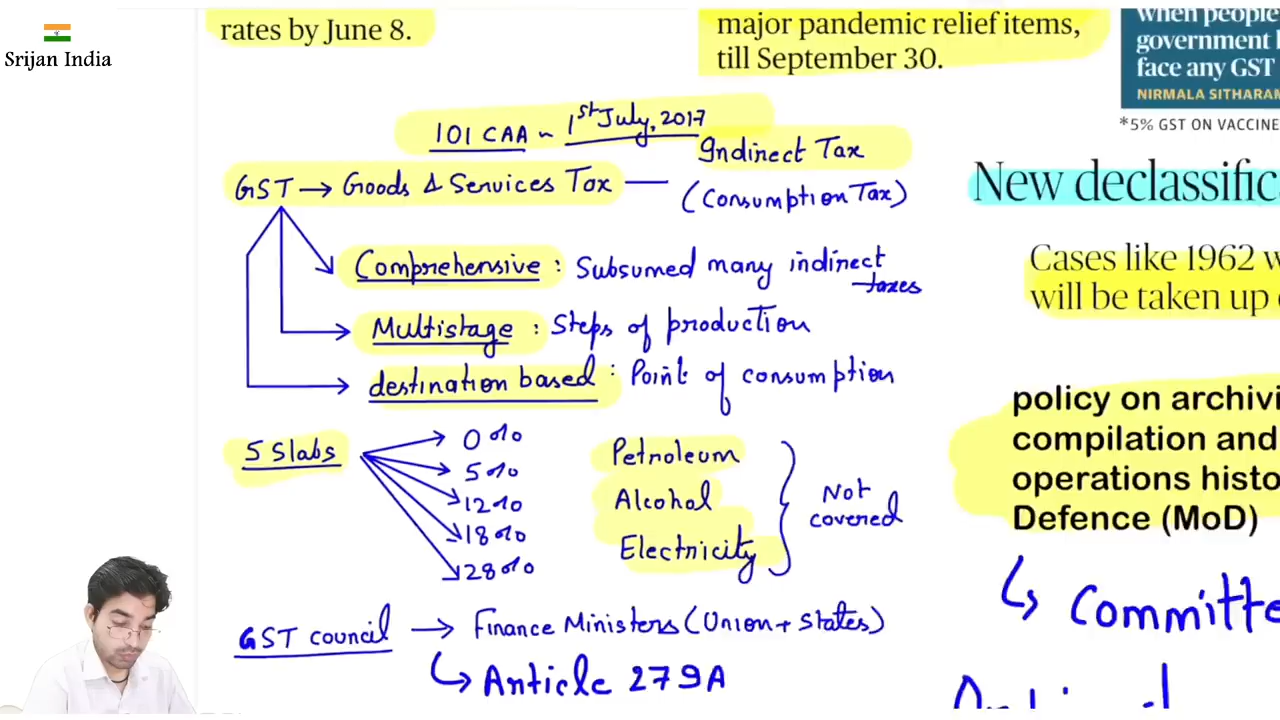 Srijan India
rates by June 8.
major pandemic relief items,
till September 30.
when people
government
face any GST
NIRMALA SITHARAM
*5% GST ON VACCINE
101 CAA ~ 1st July, 2017
GST → Goods & Services Tax — Indirect Tax
(Consumption Tax)
Comprehensive : Subsumed many indirect
taxes
Multistage : Steps of production
destination based : Point of consumption
5 Slabs
0%
5%
12%
18%
28%
Petroleum
Alcohol
Electricity
Not
covered
GST council → Finance Ministers (Union + States)
↳ Article 279A
New declassific
Cases like 1962 w
will be taken up
policy on archivi
compilation and
operations histo
Defence (MoD)
↳ Committe